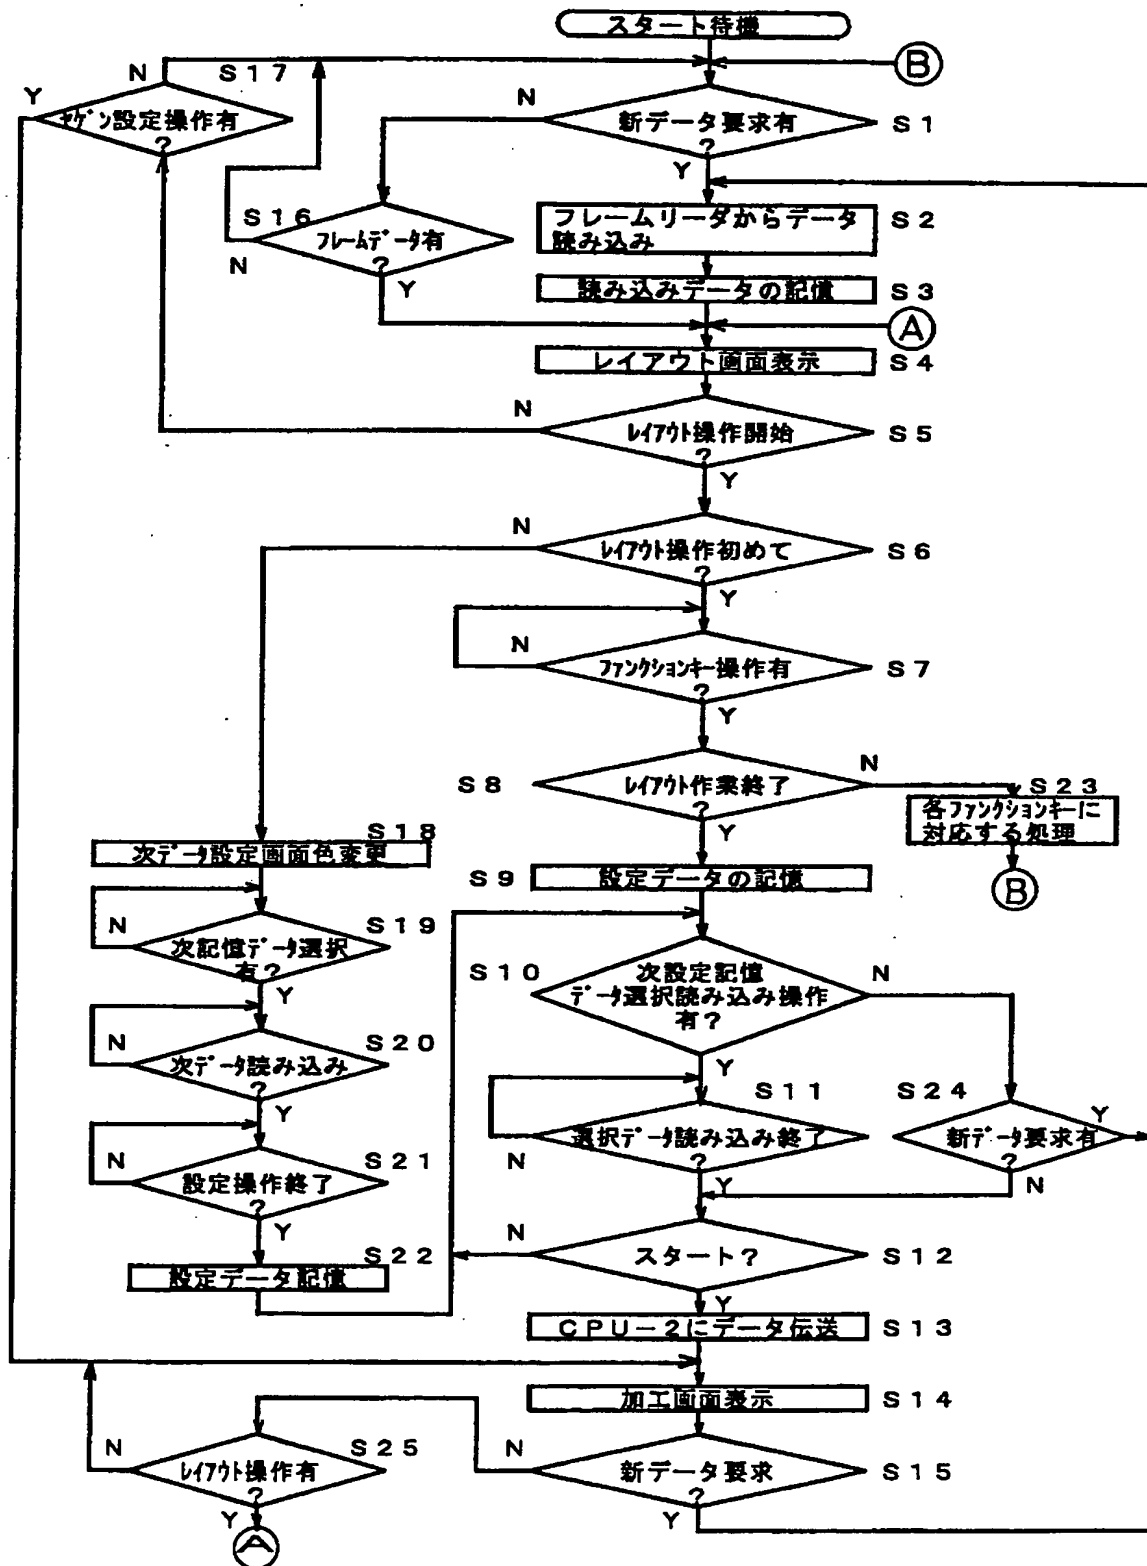 スタート待機
B
N
S17
Y
セゲン設定操作有
?
N
新データ要求有
?
S1
Y
S16
フレームデータ有
?
N
Y
フレームリーダからデータ
読み込み
S2
読み込みデータの記憶
S3
A
レイアウト画面表示
S4
N
レイアウト操作開始
?
S5
Y
N
レイアウト操作初めて
?
S6
Y
N
ファンクションキー操作有
?
S7
Y
S8
レイアウト作業終了
?
N
Y
S23
各ファンクションキーに
対応する処理
B
S18
次データ設定画面色変更
S9
設定データの記憶
N
S19
次記憶データ選択
有?
Y
S10
次設定記憶
データ選択読み込み操作
有?
N
Y
N
S20
次データ読み込み
?
Y
S11
選択データ読み込み終了
?
N
Y
S24
新データ要求有
?
Y
N
N
S21
設定操作終了
?
Y
S22
設定データ記憶
N
スタート?
S12
Y
CPU-2にデータ伝送
S13
加工画面表示
S14
N
S25
レイアウト操作有
?
Y
A
N
新データ要求
?
S15
Y